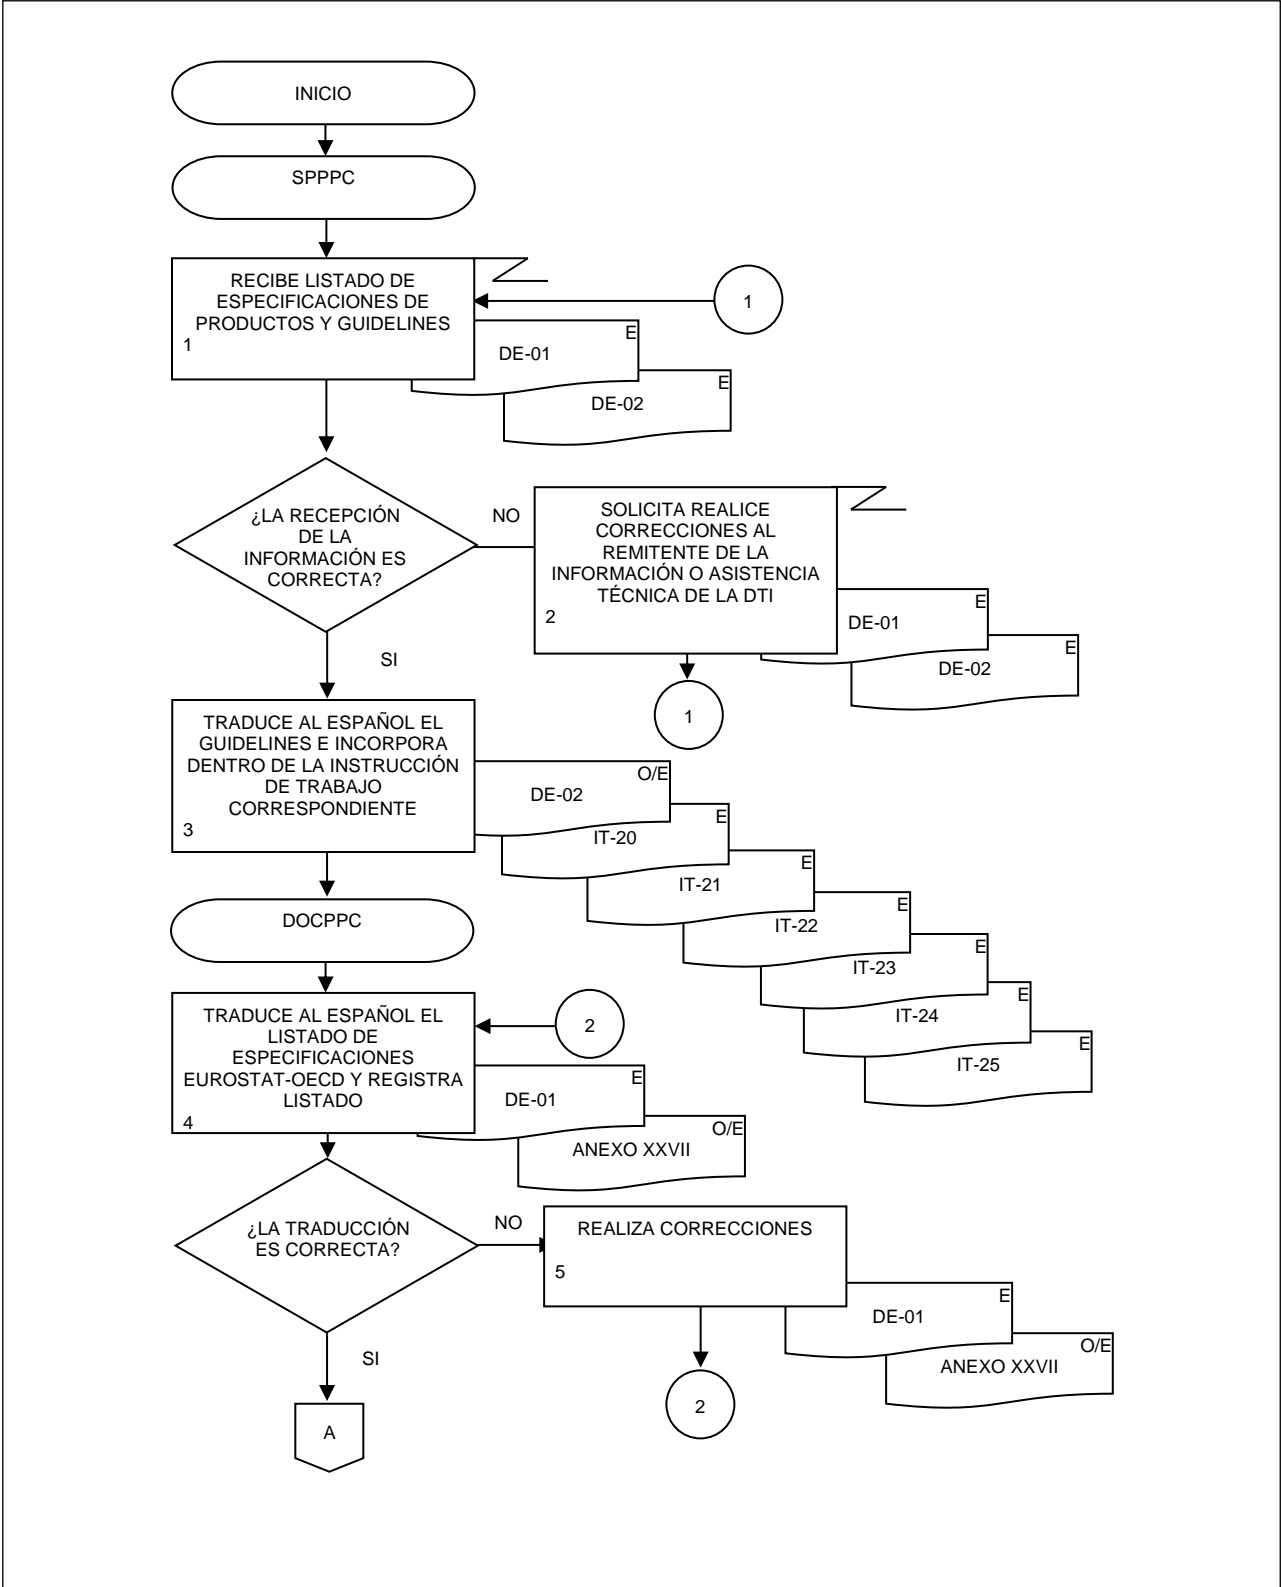 INICIO
SPPPC
RECIBE LISTADO DE
ESPECIFICACIONES DE
PRODUCTOS Y GUIDELINES
1
1
E
DE-01
E
DE-02
¿LA RECEPCIÓN
DE LA
INFORMACIÓN ES
CORRECTA?
NO
SOLICITA REALICE
CORRECCIONES AL
REMITENTE DE LA
INFORMACIÓN O ASISTENCIA
TÉCNICA DE LA DTI
2
E
DE-01
E
DE-02
1
SI
TRADUCE AL ESPAÑOL EL
GUIDELINES E INCORPORA
DENTRO DE LA INSTRUCCIÓN
DE TRABAJO
CORRESPONDIENTE
3
O/E
DE-02
E
IT-20
E
IT-21
E
IT-22
E
IT-23
E
IT-24
E
IT-25
DOCPPC
TRADUCE AL ESPAÑOL EL
LISTADO DE
ESPECIFICACIONES
EUROSTAT-OECD Y REGISTRA
LISTADO
4
2
E
DE-01
O/E
ANEXO XXVII
¿LA TRADUCCIÓN
ES CORRECTA?
NO
REALIZA CORRECCIONES
5
E
DE-01
O/E
ANEXO XXVII
2
SI
A